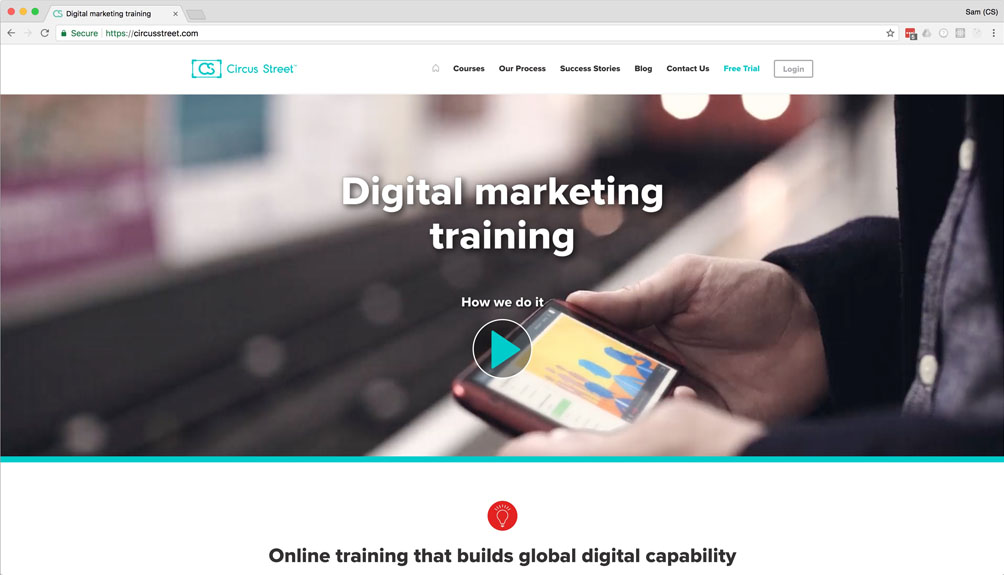 Digital marketing training
Sam (CS)
Secure
https://circusstreet.com
5
CS Circus Street™
Courses
Our Process
Success Stories
Blog
Contact Us
Free Trial
Login
Digital marketing
training
How we do it
Online training that builds global digital capability